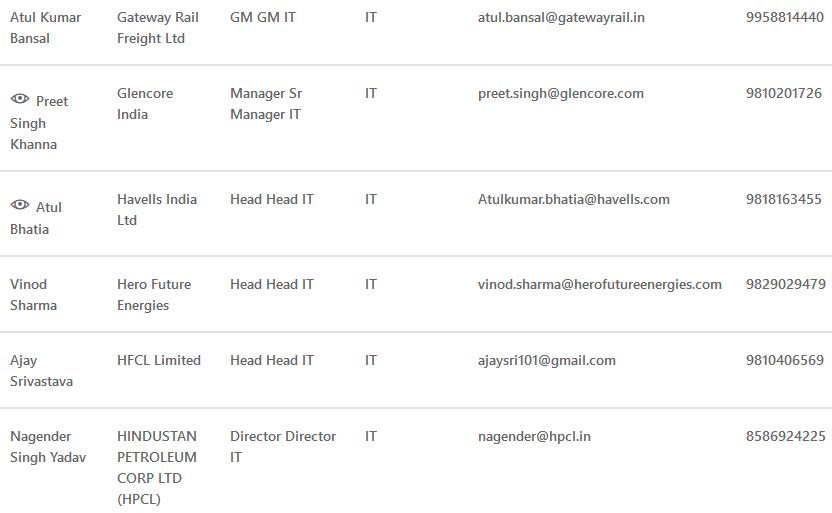 Atul Kumar Bansal Gateway Rail Freight Ltd GM GM IT IT atul.bansal@gatewayrail.in 9958814440
Preet Singh Khanna Glencore India Manager Sr Manager IT IT preet.singh@glencore.com 9810201726
Atul Bhatia Havells India Ltd Head Head IT IT Atulkumar.bhatia@havells.com 9818163455
Vinod Sharma Hero Future Energies Head Head IT IT vinod.sharma@herofutureenergies.com 9829029479
Ajay Srivastava HFCL Limited Head Head IT IT ajaysri101@gmail.com 9810406569
Nagender Singh Yadav HINDUSTAN PETROLEUM CORP LTD (HPCL) Director Director IT IT nagender@hpcl.in 8586924225